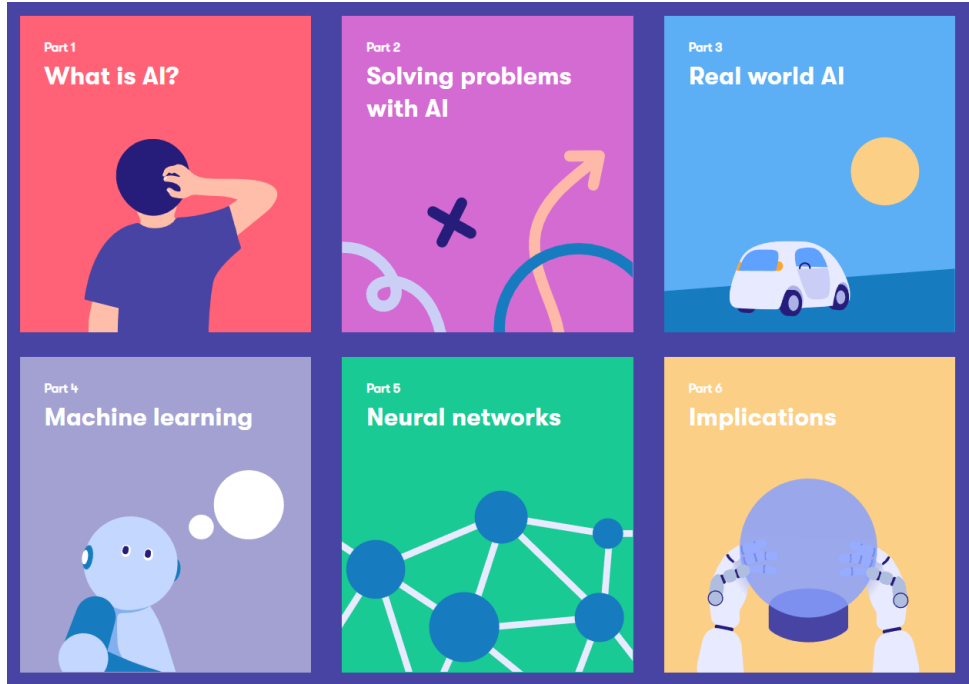 Part 1
What is AI?
Part 2
Solving problems
with AI
Part 3
Real world AI
Part 4
Machine learning
Part 5
Neural networks
Part 6
Implications